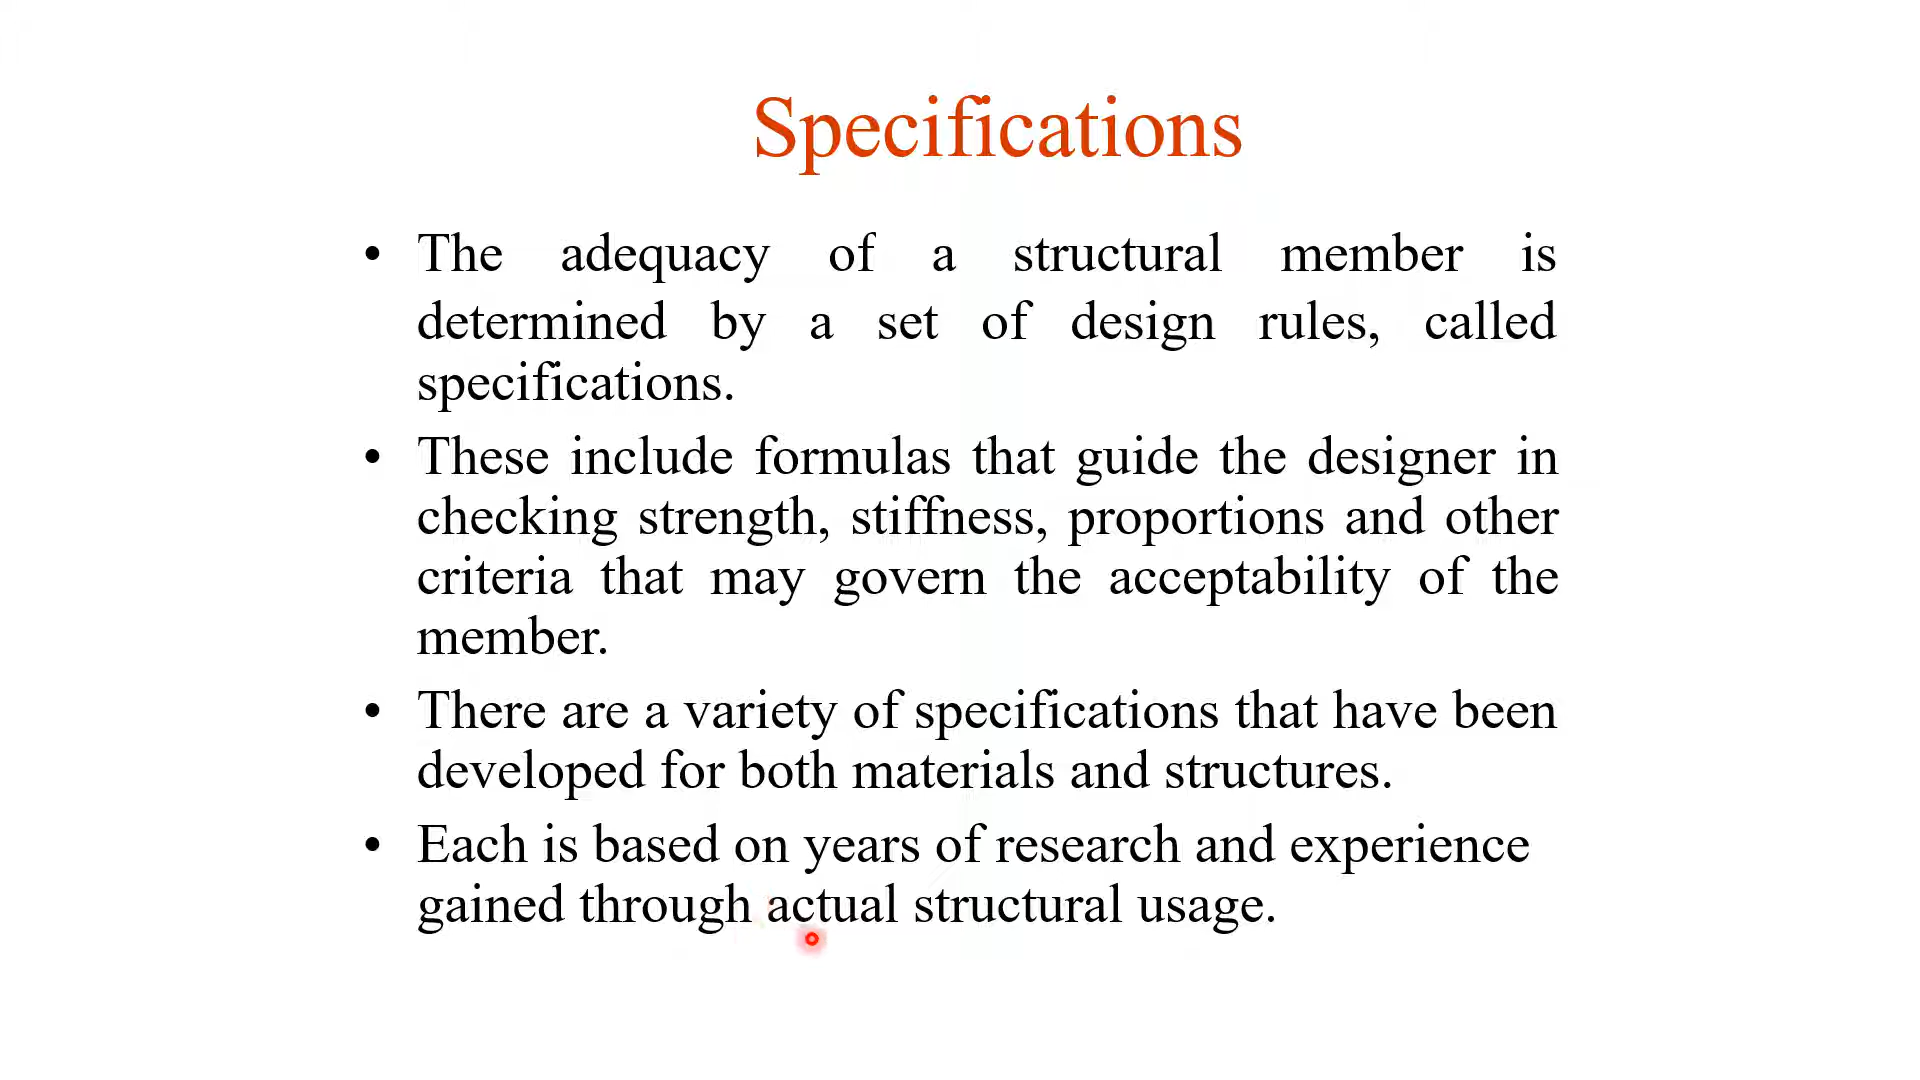 Specifications
• The adequacy of a structural member is
determined by a set of design rules, called
specifications.
• These include formulas that guide the designer in
checking strength, stiffness, proportions and other
criteria that may govern the acceptability of the
member.
• There are a variety of specifications that have been
developed for both materials and structures.
• Each is based on years of research and experience
gained through actual structural usage.